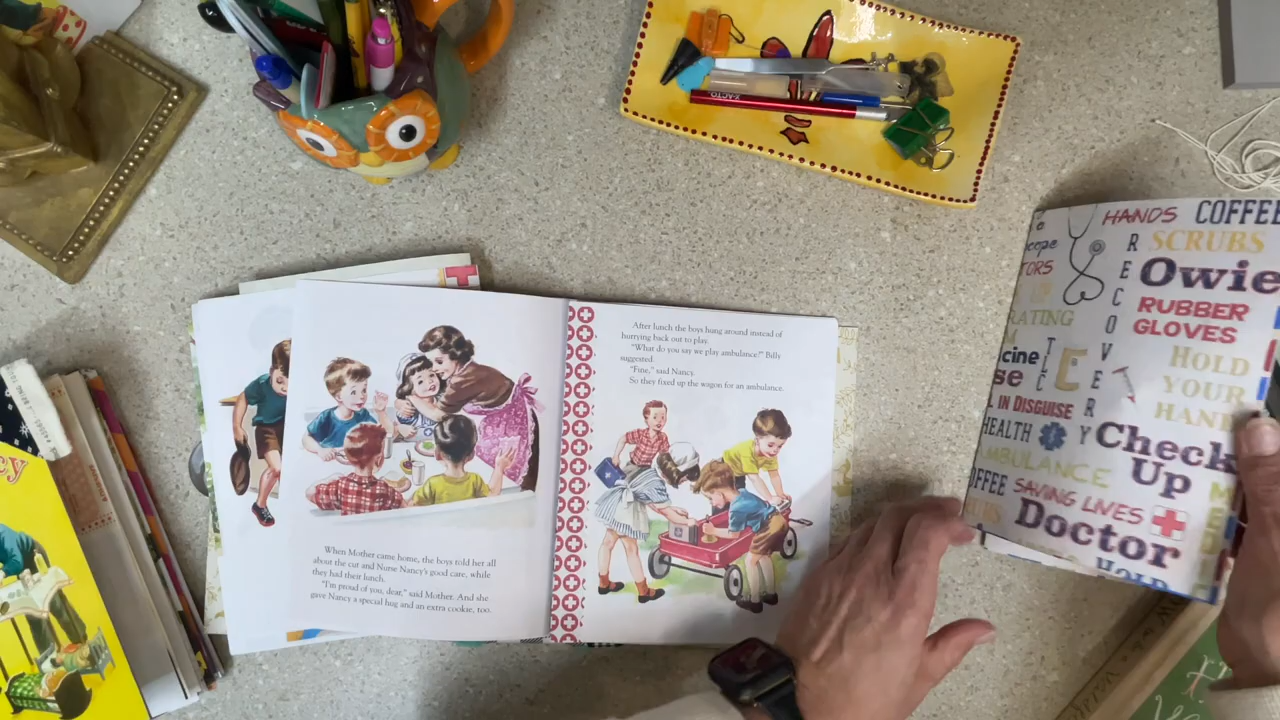 When Mother came home, the boys told her all
about the cut and Nurse Nancy's good care, while
they had their lunch.
"I'm proud of you, dear," said Mother. And she
gave Nancy a special hug and an extra cookie, too.
After lunch the boys hung around instead of
hurrying back out to play.
"What do you say we play ambulance?" Billy
suggested.
"Fine," said Nancy.
So they fixed up the wagon for an ambulance.
HANDS COFFEE
SCRUBS
Owie
RUBBER
GLOVES
RECOVERY
HOLD
YOUR
HAND
IN DISGUISE
HEALTH
Check
Up
AMBULANCE
SAVING LIVES
Doctor
HOLD